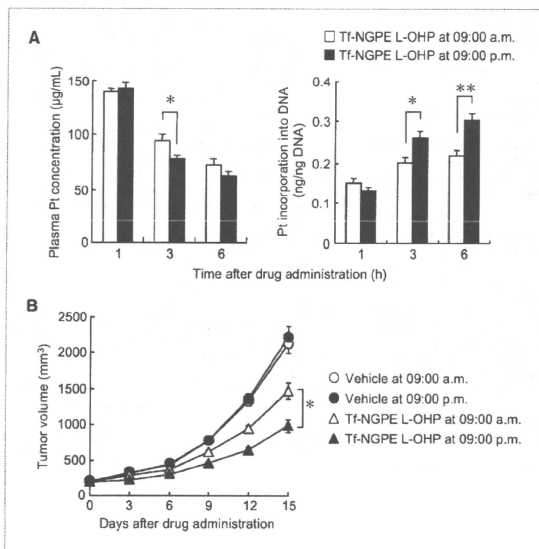 A
Tf-NGPE L-OHP at 09:00 a.m.
Tf-NGPE L-OHP at 09:00 p.m.
Plasma Pt concentration (µg/mL)
150
100
50
0
*
1 3 6
Pt incorporation into DNA
(ng/ng DNA)
0.4
0.3
0.2
0.1
0
* **
1 3 6
Time after drug administration (h)
B
Tumor volume (mm³)
2500
2000
1500
1000
500
0
0 3 6 9 12 15
Days after drug administration
*
Vehicle at 09:00 a.m.
Vehicle at 09:00 p.m.
Tf-NGPE L-OHP at 09:00 a.m.
Tf-NGPE L-OHP at 09:00 p.m.